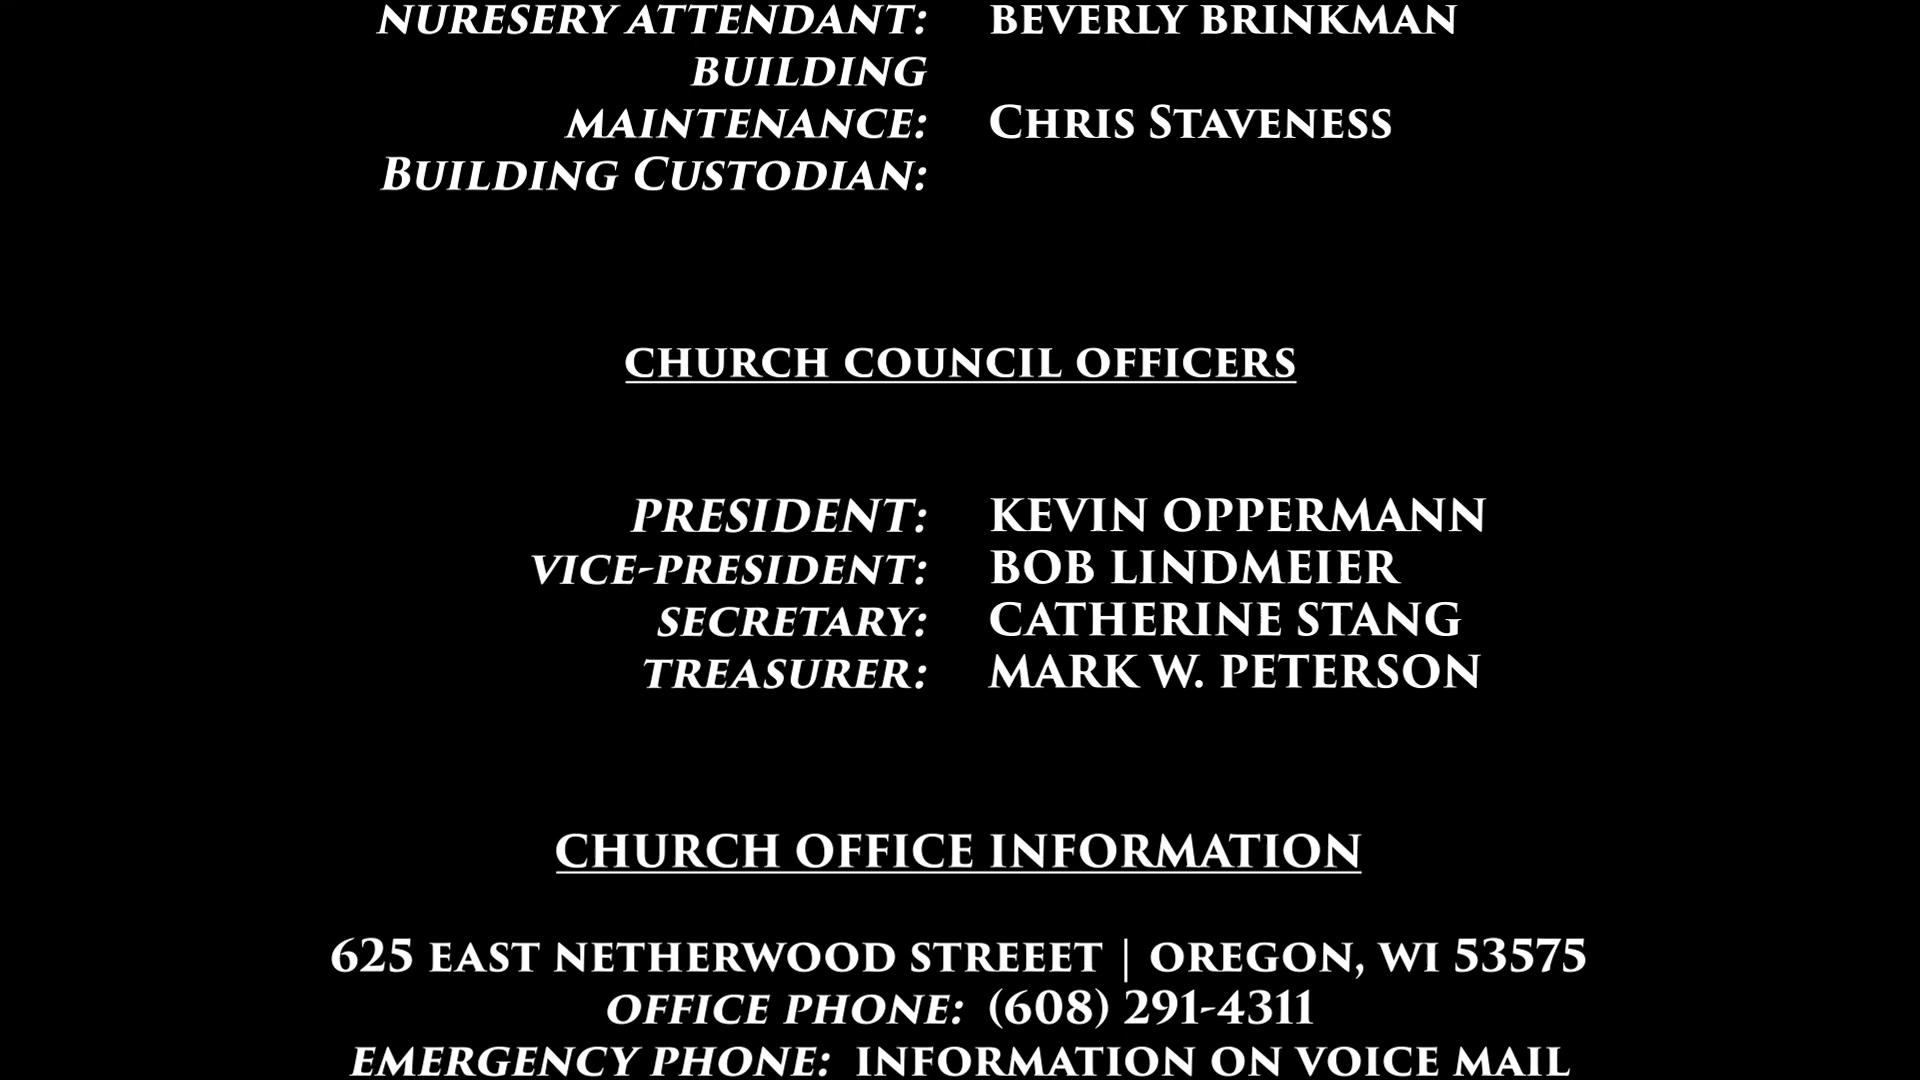 NURESERY ATTENDANT: BEVERLY BRINKMAN
BUILDING
MAINTENANCE: CHRIS STAVENESS
BUILDING CUSTODIAN:
CHURCH COUNCIL OFFICERS
PRESIDENT: KEVIN OPPERMANN
VICE-PRESIDENT: BOB LINDMEIER
SECRETARY: CATHERINE STANG
TREASURER: MARK W. PETERSON
CHURCH OFFICE INFORMATION
625 EAST NETHERWOOD STREEET | OREGON, WI 53575
OFFICE PHONE: (608) 291-4311
EMERGENCY PHONE: INFORMATION ON VOICE MAIL